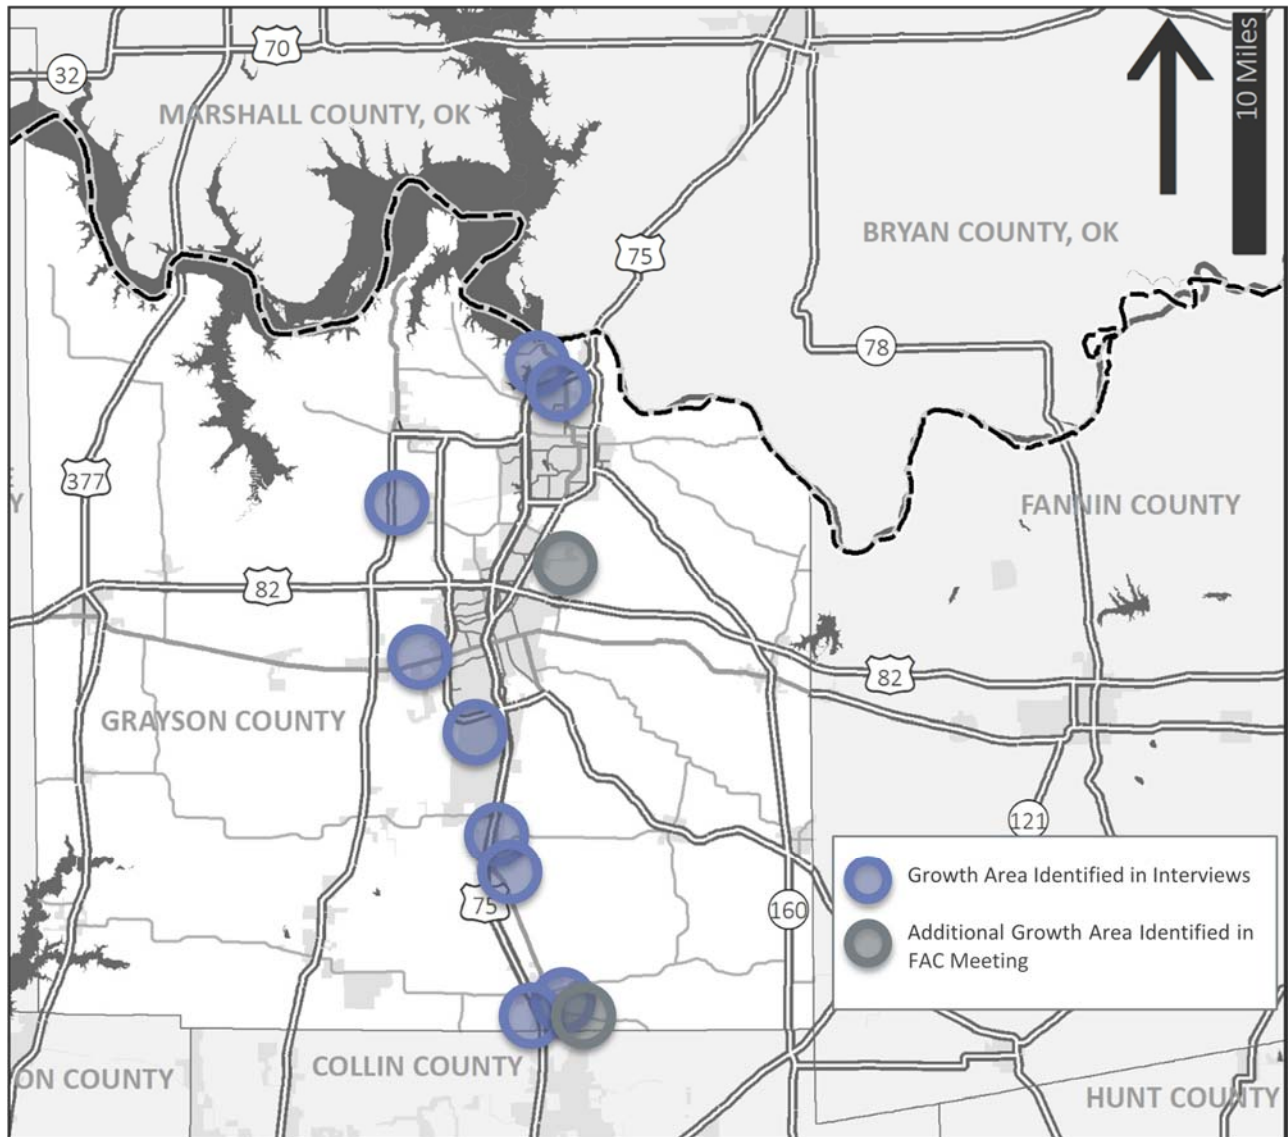 70
10 Miles
32
MARSHALL COUNTY, OK
BRYAN COUNTY, OK
75
78
377
FANNIN COUNTY
82
82
GRAYSON COUNTY
121
Growth Area Identified in Interviews
75
160
Additional Growth Area Identified in
FAC Meeting
COLLIN COUNTY
ON COUNTY
HUNT COUNTY